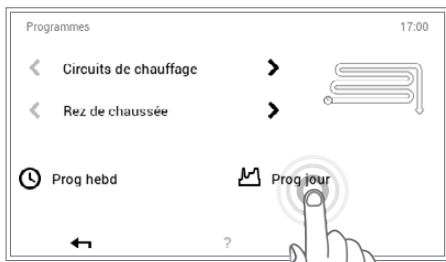 Programmes 17:00
Circuits de chauffage
Rez de chaussée
Prog hebd Prog jour
?